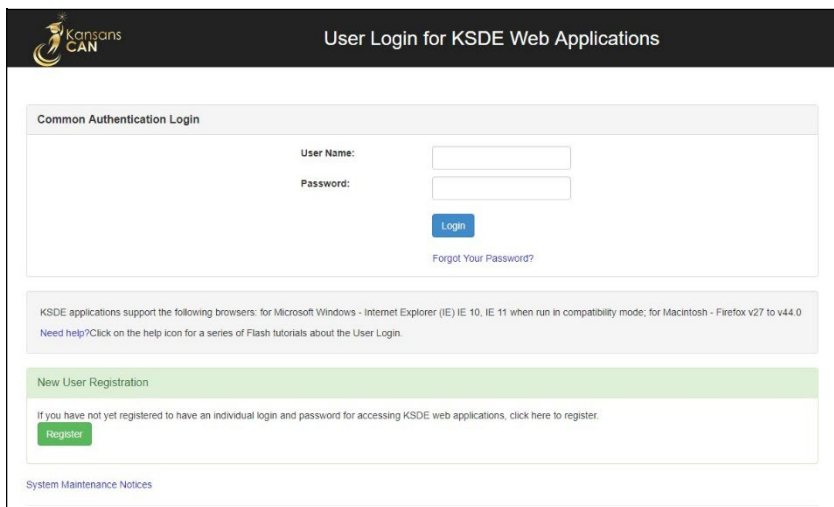 Kansans
CAN
User Login for KSDE Web Applications
Common Authentication Login
User Name:
Password:
Login
Forgot Your Password?
KSDE applications support the following browsers: for Microsoft Windows - Internet Explorer (IE) IE 10, IE 11 when run in compatibility mode; for Macintosh - Firefox v27 to v44.0
Need help?Click on the help icon for a series of Flash tutorials about the User Login.
New User Registration
If you have not yet registered to have an individual login and password for accessing KSDE web applications, click here to register.
Register
System Maintenance Notices